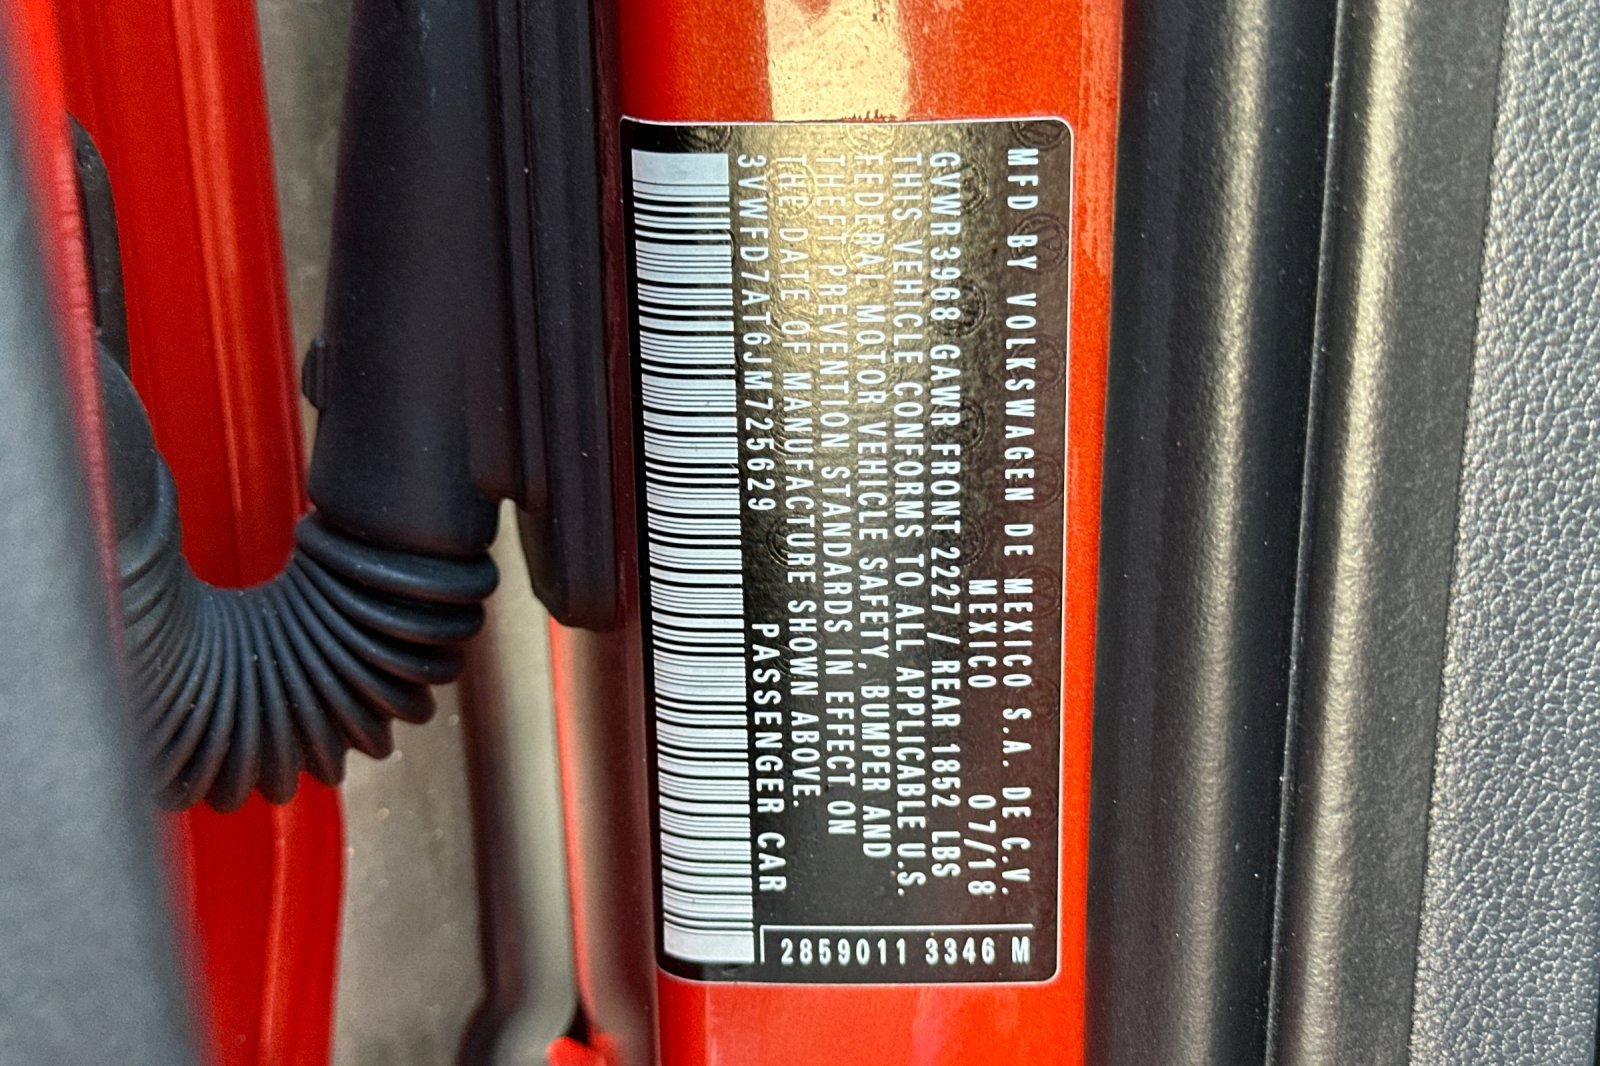 MFD BY VOLKSWAGEN DE MEXICO S.A. DE C.V.
MEXICO 07/18
GVWR 3968 GAWR FRONT 2227 / REAR 1852 LBS
THIS VEHICLE CONFORMS TO ALL APPLICABLE U.S.
FEDERAL MOTOR VEHICLE SAFETY, BUMPER AND
THEFT PREVENTION STANDARDS IN EFFECT ON
THE DATE OF MANUFACTURE SHOWN ABOVE.
3VWFD7AT6JM725629 PASSENGER CAR
2859011 3346 M